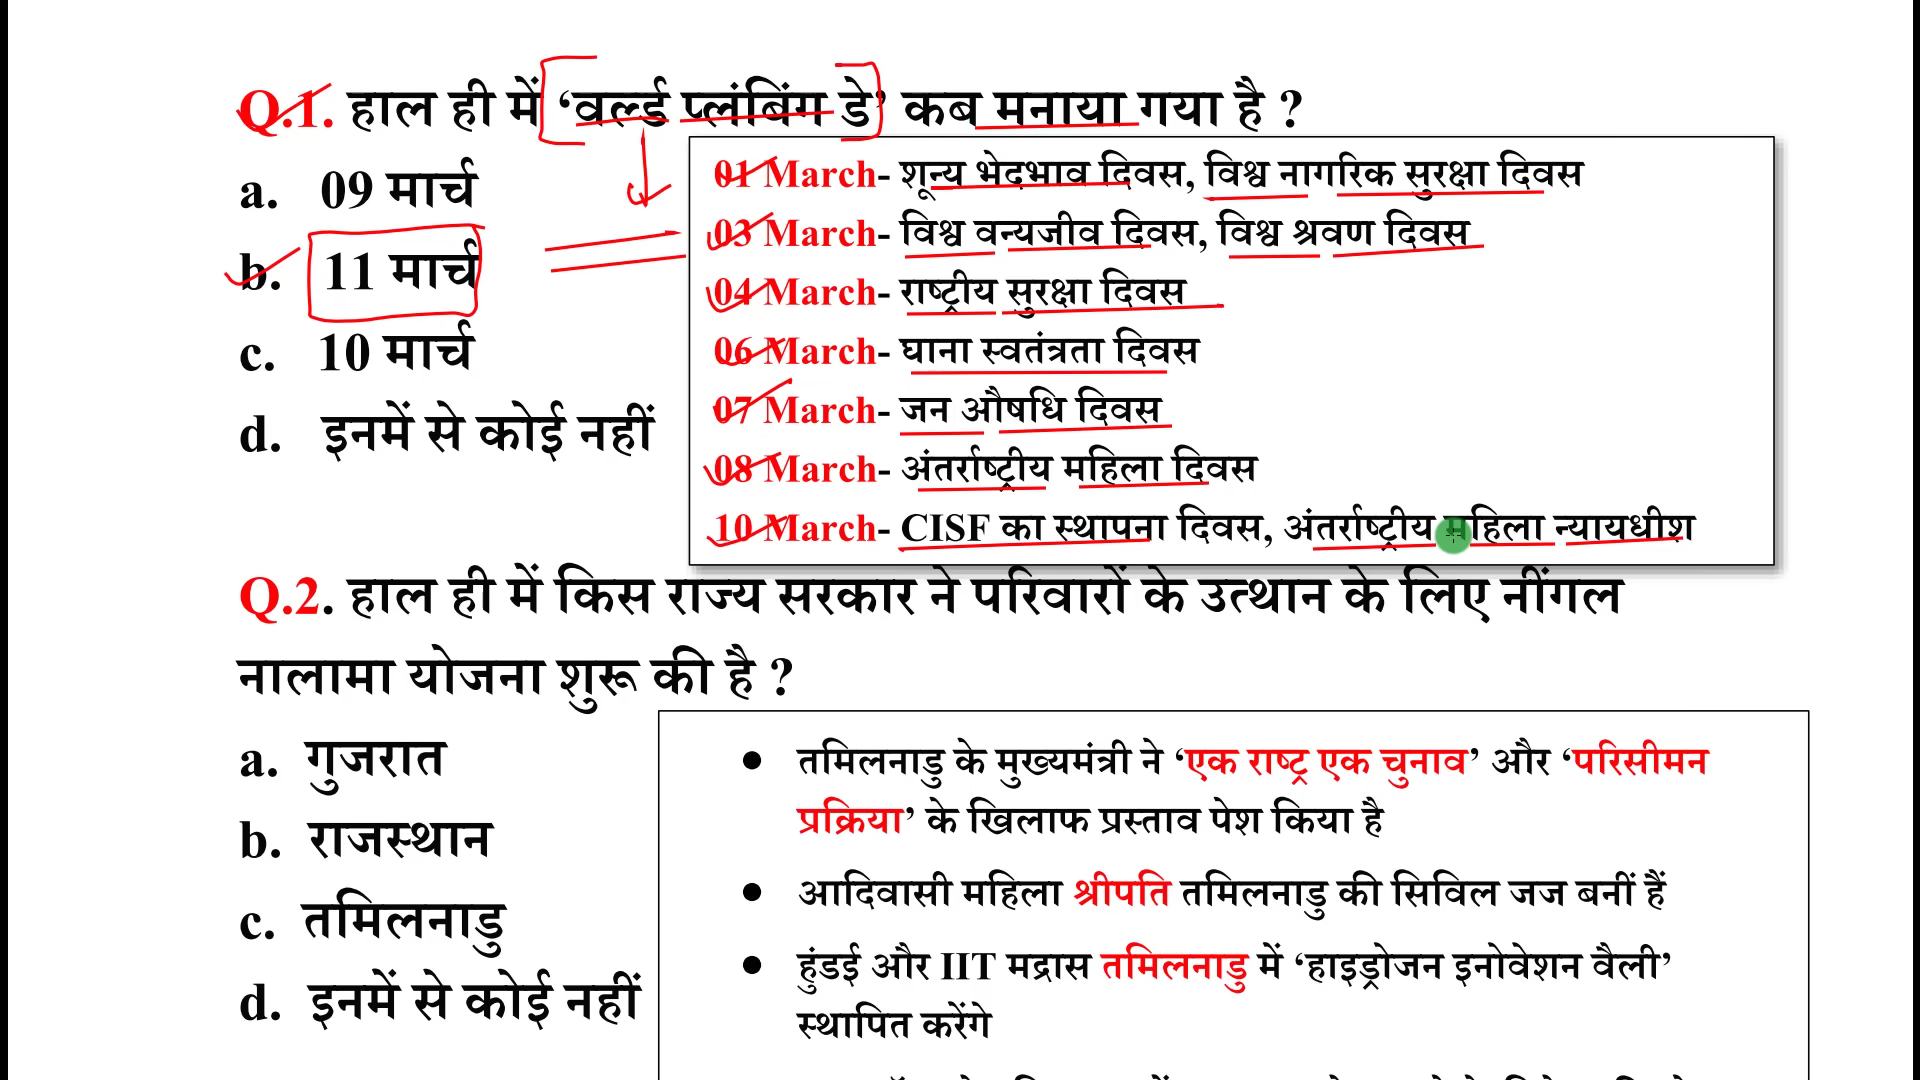 Q.1. हाल ही में ‘वर्ल्ड प्लंबिंग डे’ कब मनाया गया है ?
a. 09 मार्च
b. 11 मार्च
c. 10 मार्च
d. इनमें से कोई नहीं
01 March- शून्य भेदभाव दिवस, विश्व नागरिक सुरक्षा दिवस
03 March- विश्व वन्यजीव दिवस, विश्व श्रवण दिवस
04 March- राष्ट्रीय सुरक्षा दिवस
06 March- घाना स्वतंत्रता दिवस
07 March- जन औषधि दिवस
08 March- अंतर्राष्ट्रीय महिला दिवस
10 March- CISF का स्थापना दिवस, अंतर्राष्ट्रीय महिला न्यायधीश
Q.2. हाल ही में किस राज्य सरकार ने परिवारों के उत्थान के लिए नींगल
नालामा योजना शुरू की है ?
a. गुजरात
b. राजस्थान
c. तमिलनाडु
d. इनमें से कोई नहीं
● तमिलनाडु के मुख्यमंत्री ने ‘एक राष्ट्र एक चुनाव’ और ‘परिसीमन
प्रक्रिया’ के खिलाफ प्रस्ताव पेश किया है
● आदिवासी महिला श्रीपति तमिलनाडु की सिविल जज बनीं हैं
● हुंडई और IIT मद्रास तमिलनाडु में ‘हाइड्रोजन इनोवेशन वैली’
स्थापित करेंगे